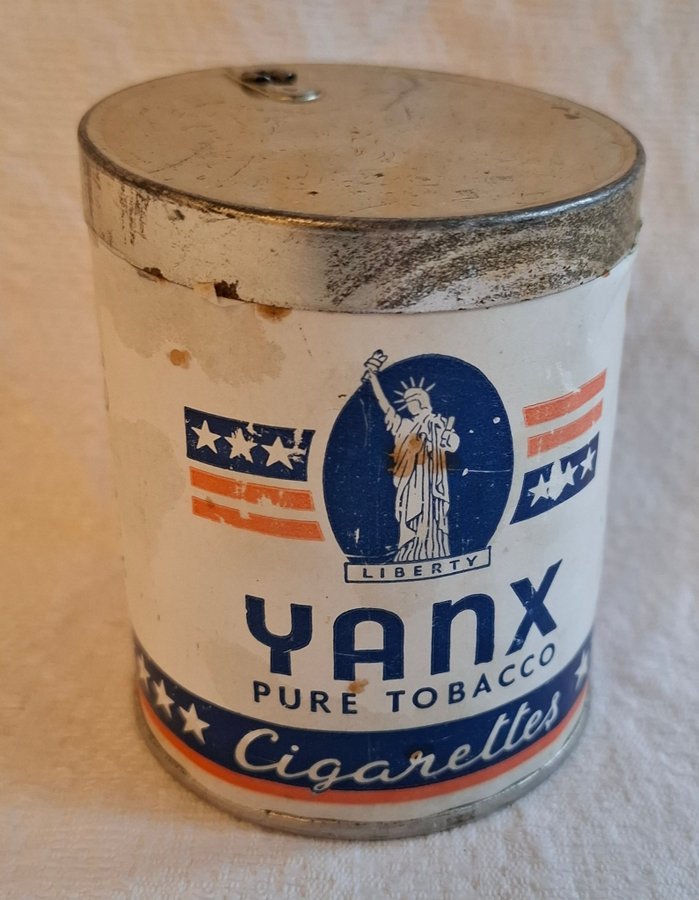 LIBERTY
YANX
PURE TOBACCO
Cigarettes